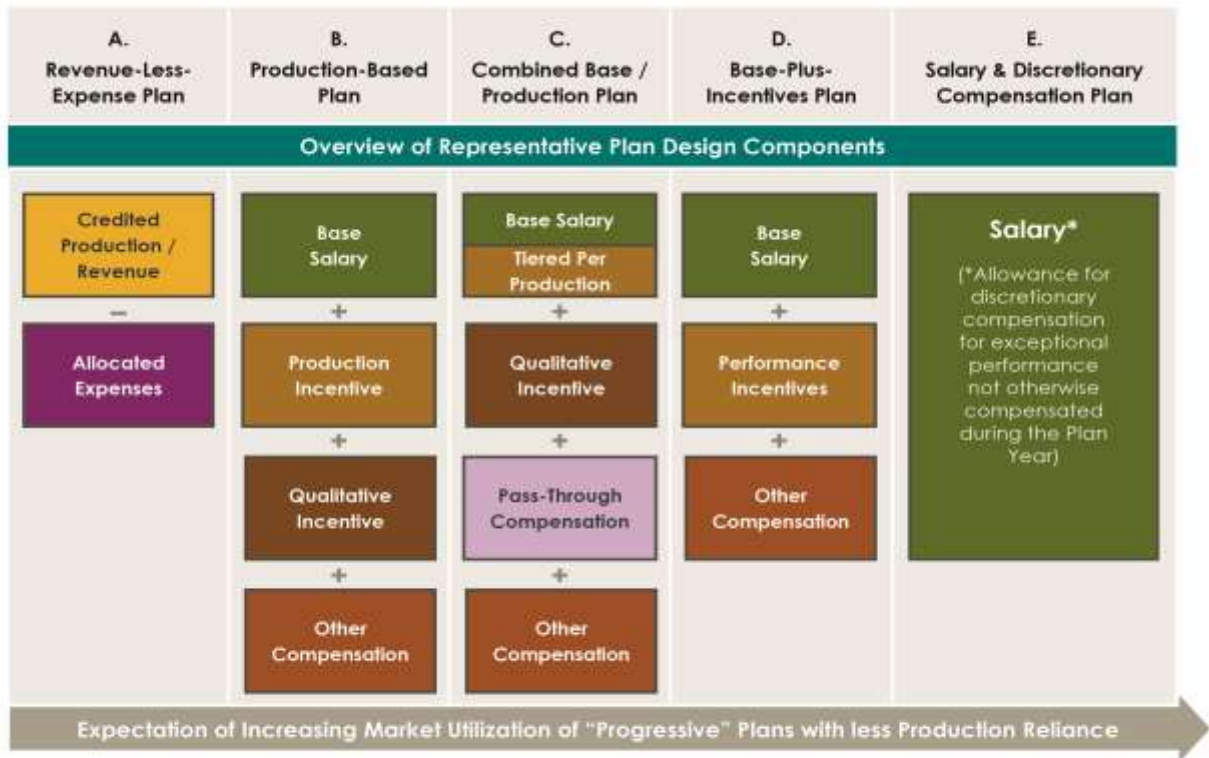 A.
Revenue-Less-
Expense Plan
B.
Production-Based
Plan
C.
Combined Base /
Production Plan
D.
Base-Plus-
Incentives Plan
E.
Salary & Discretionary
Compensation Plan
Overview of Representative Plan Design Components
Credited
Production /
Revenue
–
Allocated
Expenses
Base
Salary
+
Production
Incentive
+
Qualitative
Incentive
+
Other
Compensation
Base Salary
Tiered Per
Production
+
Qualitative
Incentive
+
Pass-Through
Compensation
+
Other
Compensation
Base
Salary
+
Performance
Incentives
+
Other
Compensation
Salary*
(*Allowance for
discretionary
compensation
for exceptional
performance
not otherwise
compensated
during the Plan
Year)
Expectation of Increasing Market Utilization of "Progressive" Plans with less Production Reliance